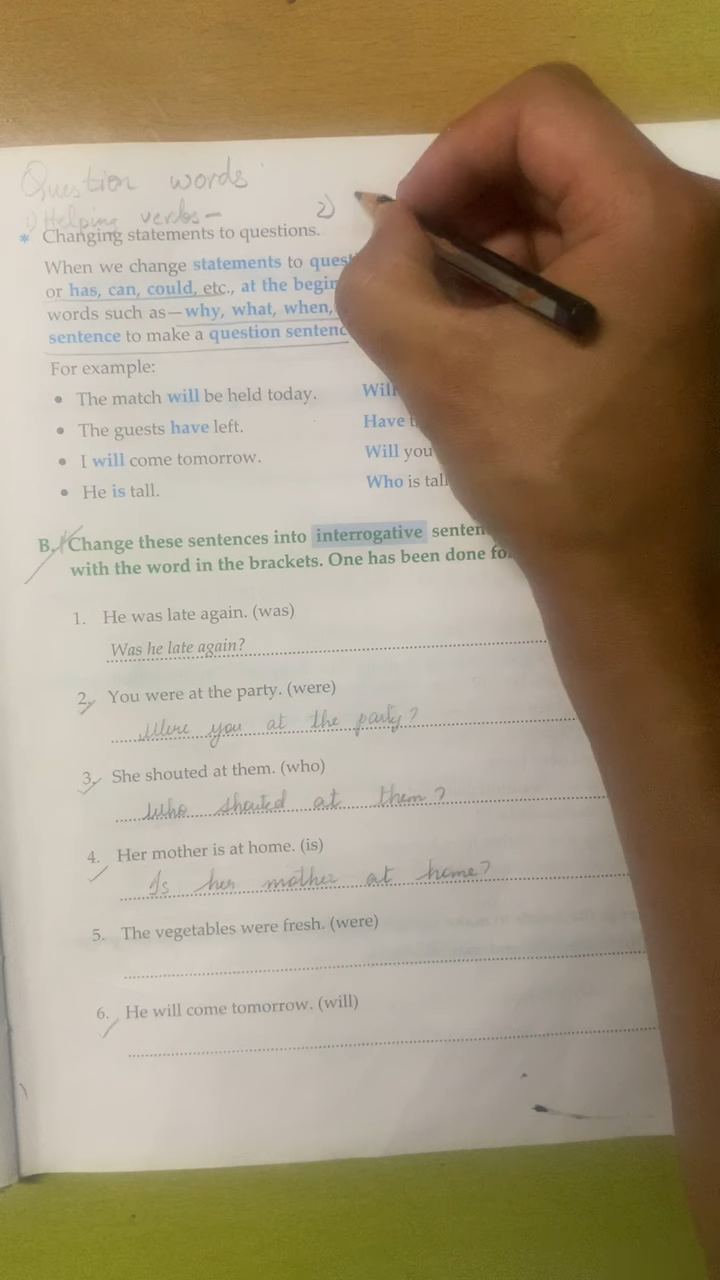 Question words
1) Helping verbs— 2)
* Changing statements to questions.
When we change statements to
or has, can, could, etc., at the
words such as—why, what, when,
sentence to make a question
For example:
• The match will be held today. Will
• The guests have left. Have
• I will come tomorrow. Will you
• He is tall. Who is
B. Change these sentences into interrogative
with the word in the brackets. One has been done
1. He was late again. (was)
Was he late again?
2. You were at the party. (were)
Were you at the party?
3. She shouted at them. (who)
Who shouted at them?
4. Her mother is at home. (is)
Is her mother at home?
5. The vegetables were fresh. (were)
6. He will come tomorrow. (will)